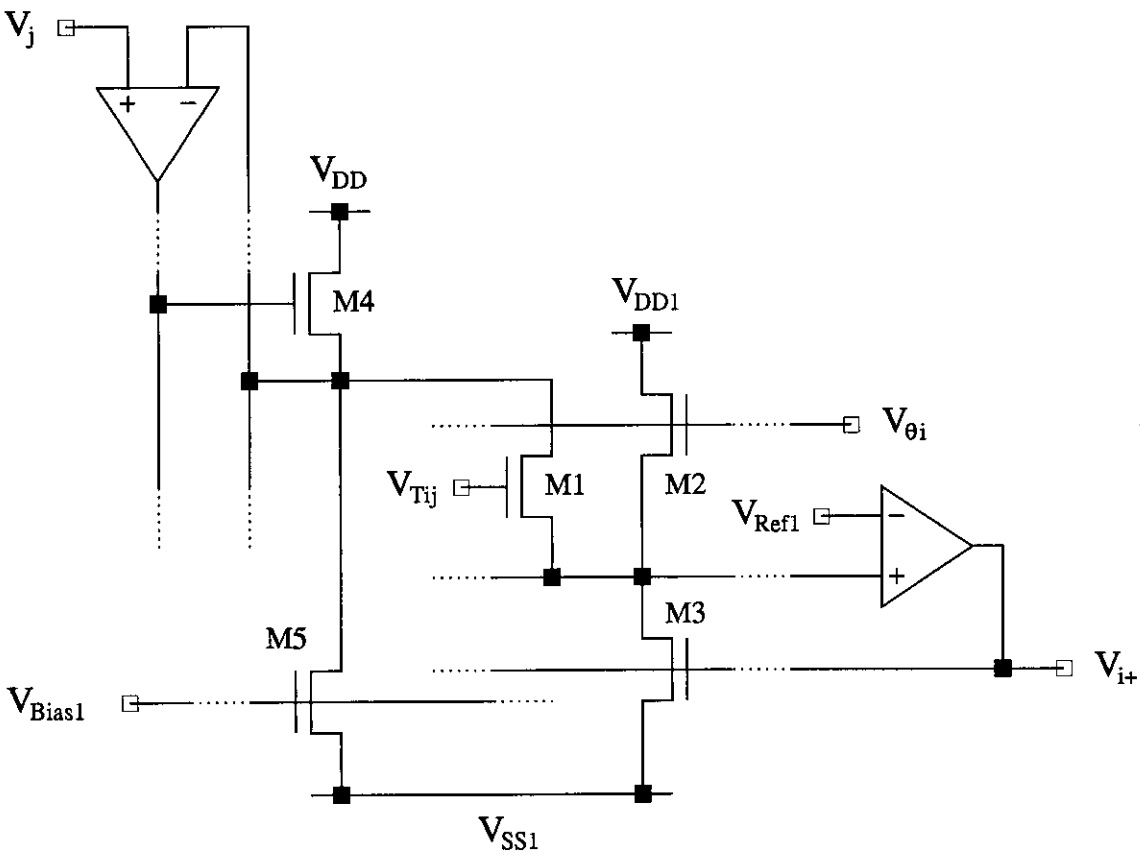 Vj
+ −
VDD
M4
VDD1
Vθi
VTij
M1
M2
VRef1
−
+
M3
M5
VBias1
Vi+
VSS1